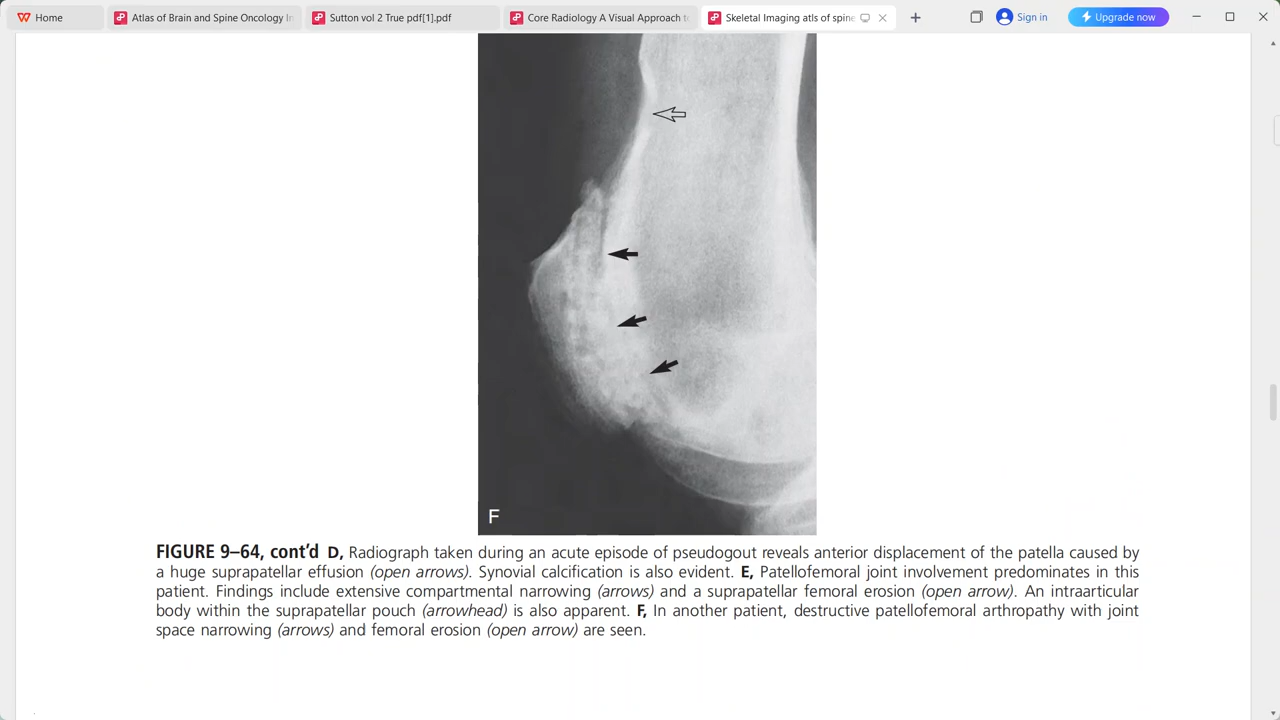 Home
Atlas of Brain and Spine Oncology I
Sutton vol 2 True pdf[1].pdf
Core Radiology A Visual Approach t
Skeletal Imaging atls of spine
Sign in
Upgrade now
F
FIGURE 9–64, cont'd D, Radiograph taken during an acute episode of pseudogout reveals anterior displacement of the patella caused by
a huge suprapatellar effusion (open arrows). Synovial calcification is also evident. E, Patellofemoral joint involvement predominates in this
patient. Findings include extensive compartmental narrowing (arrows) and a suprapatellar femoral erosion (open arrow). An intraarticular
body within the suprapatellar pouch (arrowhead) is also apparent. F, In another patient, destructive patellofemoral arthropathy with joint
space narrowing (arrows) and femoral erosion (open arrow) are seen.